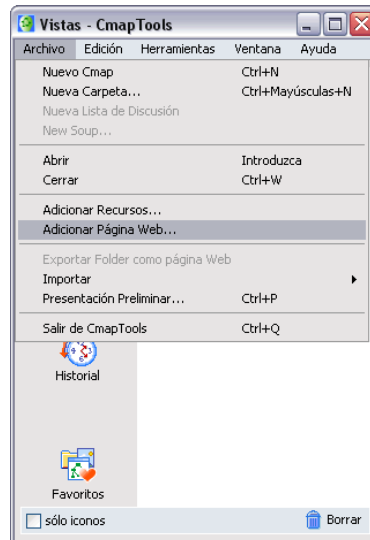 Vistas - CmapTools
Archivo Edición Herramientas Ventana Ayuda
Nuevo Cmap Ctrl+N
Nueva Carpeta... Ctrl+Mayúsculas+N
Nueva Lista de Discusión
New Soup...
Abrir Introduzca
Cerrar Ctrl+W
Adicionar Recursos...
Adicionar Página Web...
Exportar Folder como página Web
Importar
Presentación Preliminar... Ctrl+P
Salir de CmapTools Ctrl+Q
Historial
Favoritos
sólo iconos Borrar